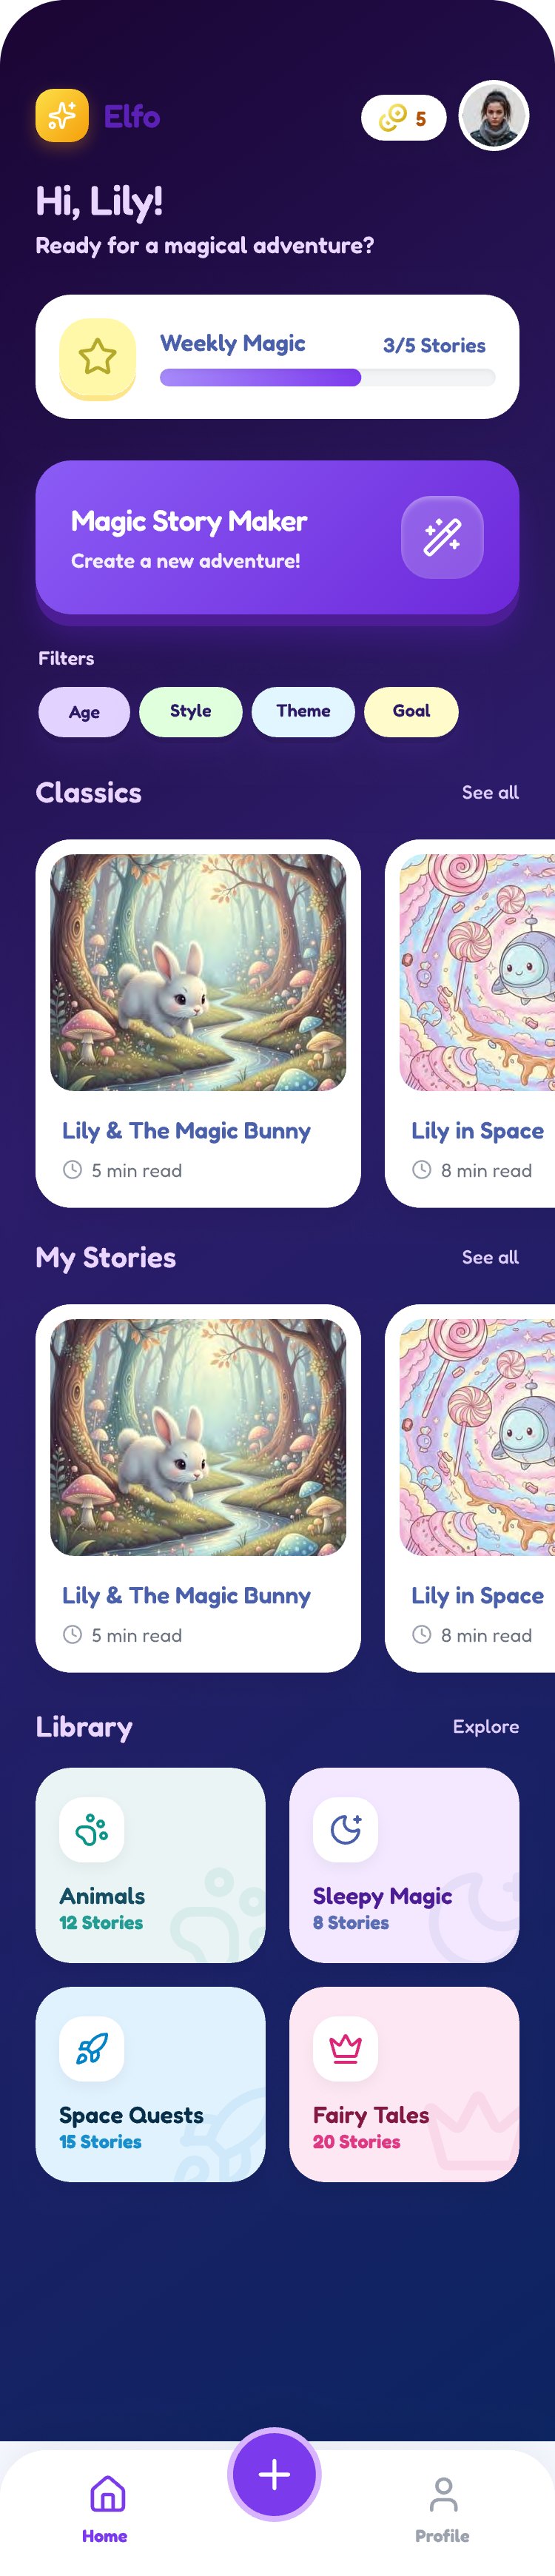 Elfo
5
Hi, Lily!
Ready for a magical adventure?
Weekly Magic
3/5 Stories
Magic Story Maker
Create a new adventure!
Filters
Age
Style
Theme
Goal
Classics
See all
Lily & The Magic Bunny
5 min read
Lily in Space
8 min read
My Stories
See all
Lily & The Magic Bunny
5 min read
Lily in Space
8 min read
Library
Explore
Animals
12 Stories
Sleepy Magic
8 Stories
Space Quests
15 Stories
Fairy Tales
20 Stories
Home
Profile